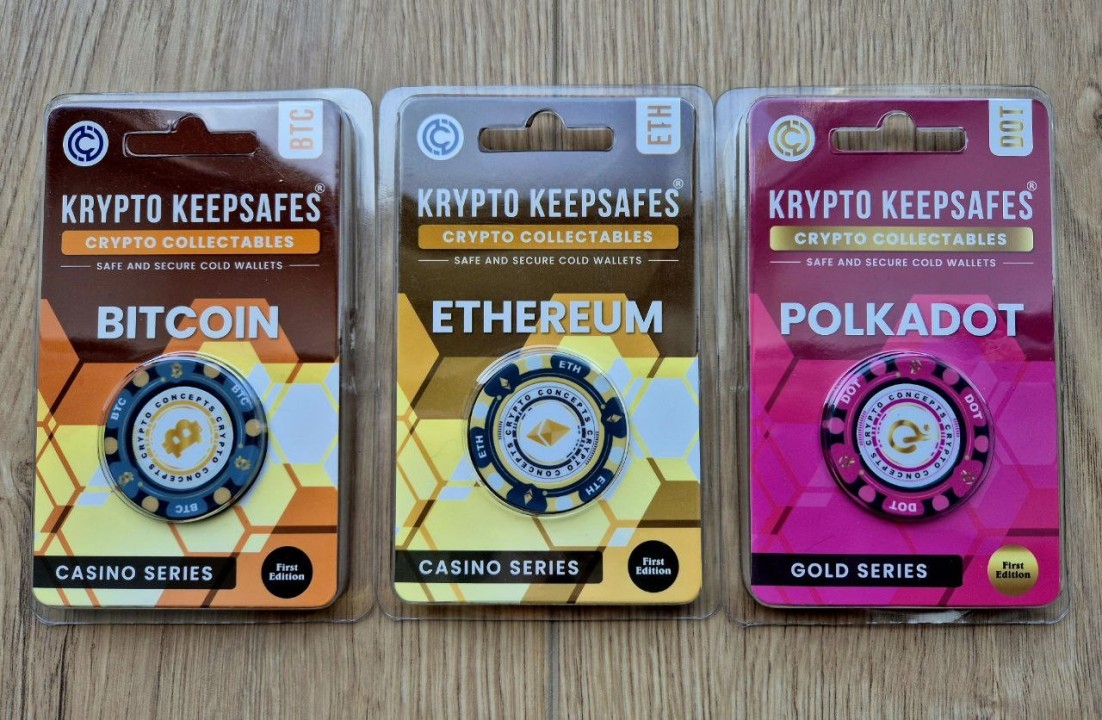 BTC
KRYPTO KEEPSAFES®
CRYPTO COLLECTABLES
SAFE AND SECURE COLD WALLETS
BITCOIN
BTC
BTC
BTC
CRYPTO CONCEPTS CRYPTO CONCEPTS
CASINO SERIES
First
Edition
ETH
KRYPTO KEEPSAFES®
CRYPTO COLLECTABLES
SAFE AND SECURE COLD WALLETS
ETHEREUM
ETH
ETH
ETH
CRYPTO CONCEPTS CRYPTO CONCEPTS
CASINO SERIES
First
Edition
DOT
KRYPTO KEEPSAFES®
CRYPTO COLLECTABLES
SAFE AND SECURE COLD WALLETS
POLKADOT
DOT
DOT
DOT
CRYPTO CONCEPTS CRYPTO CONCEPTS
GOLD SERIES
First
Edition